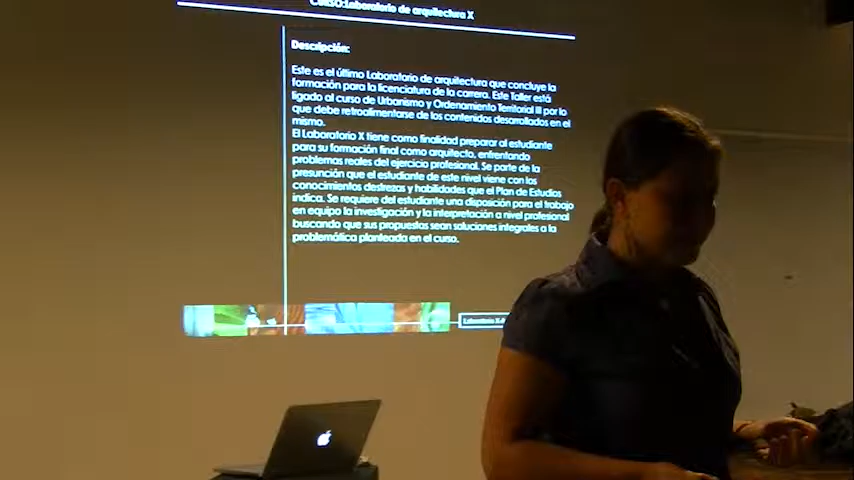 Curso:Laboratorio de arquitectura X
Descripción:
Este es el último Laboratorio de arquitectura que concluye la
formación para la licenciatura de la carrera. Este Taller está
ligado al curso de Urbanismo y Ordenamiento Territorial III por lo
que debe retroalimentarse de los contenidos desarrollados en el
mismo.
El Laboratorio X tiene como finalidad preparar al estudiante
para su formación final como arquitecto, enfrentando
problemas reales del ejercicio profesional. Se parte de la
presunción que el estudiante de este nivel viene con los
conocimientos destrezas y habilidades que el Plan de Estudios
indica. Se requiere del estudiante una disposición para el trabajo
en equipo la investigación y la interpretación a nivel profesional
buscando que sus propuestas sean soluciones integrales a la
problemática planteada en el curso.
Laboratorio X